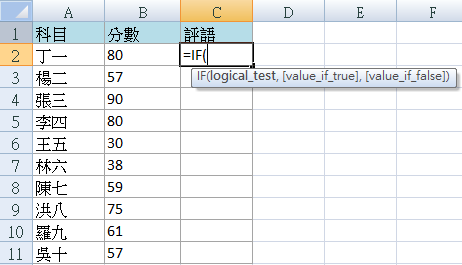 A B C D E F
1 科目 分數 評語
2 丁一 80 =IF(
IF(logical_test, [value_if_true], [value_if_false])
3 楊二 57
4 張三 90
5 李四 80
6 王五 30
7 林六 38
8 陳七 59
9 洪八 75
10 羅九 61
11 吳十 57